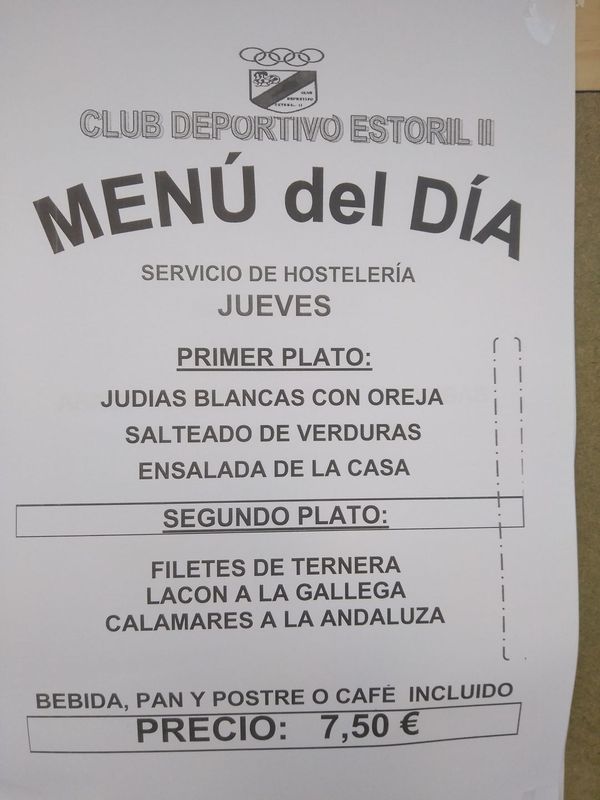 CLUB DEPORTIVO ESTORIL II
MENÚ del DÍA
SERVICIO DE HOSTELERÍA
JUEVES
PRIMER PLATO:
JUDIAS BLANCAS CON OREJA
SALTEADO DE VERDURAS
ENSALADA DE LA CASA
SEGUNDO PLATO:
FILETES DE TERNERA
LACON A LA GALLEGA
CALAMARES A LA ANDALUZA
BEBIDA, PAN Y POSTRE O CAFÉ INCLUIDO
PRECIO: 7,50 €